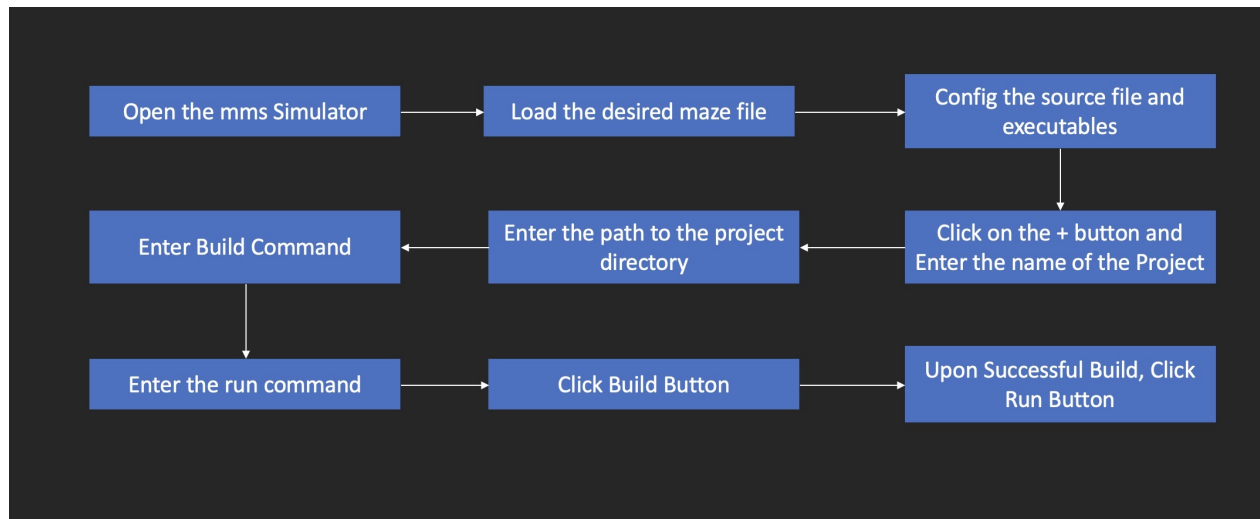 Open the mms Simulator
Load the desired maze file
Config the source file and
executables
Click on the + button and
Enter the name of the Project
Enter the path to the project
directory
Enter Build Command
Enter the run command
Click Build Button
Upon Successful Build, Click
Run Button